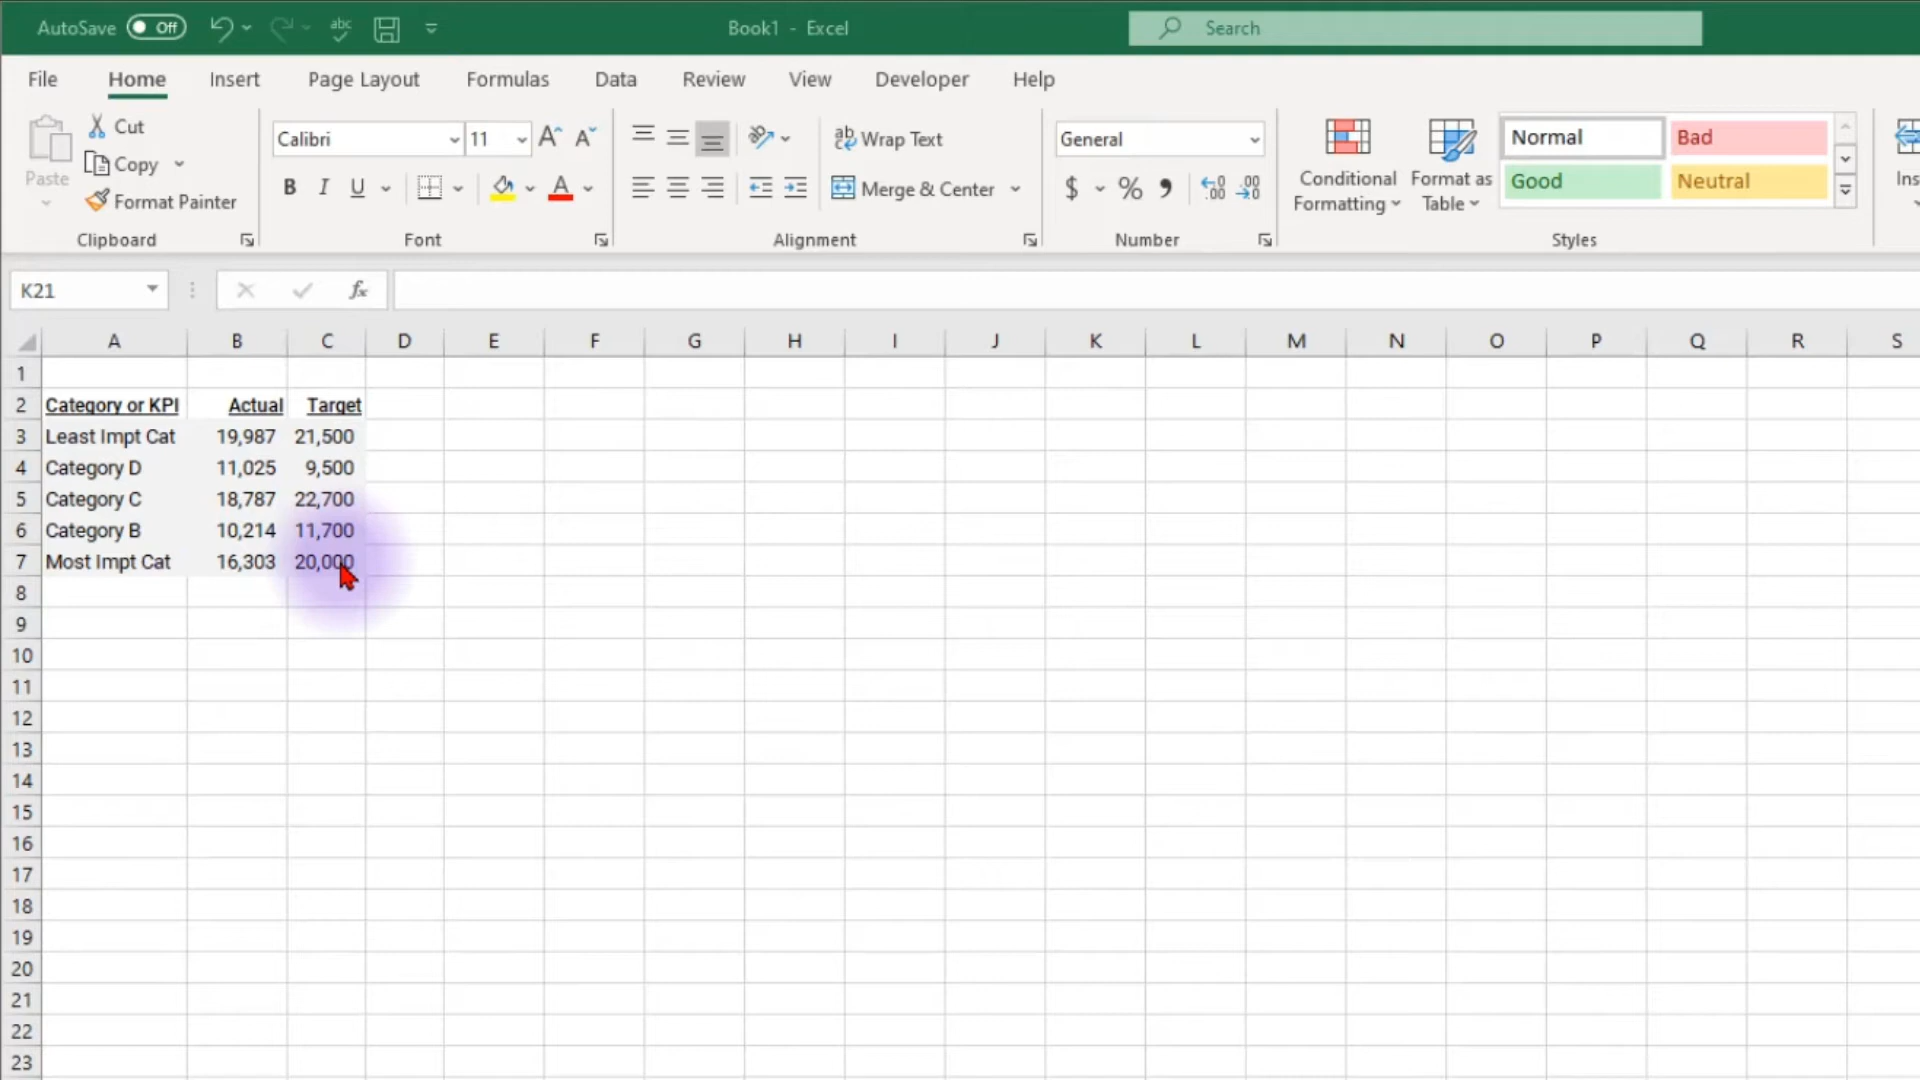 AutoSave Off abc Book1 - Excel Search
File Home Insert Page Layout Formulas Data Review View Developer Help
Paste Cut Copy Format Painter
Clipboard
Calibri 11 A A
B I U A
Font
ab Wrap Text
Merge & Center
Alignment
General
$ % .00 .00
Number
Conditional Formatting
Format as Table
Normal Bad
Good Neutral
Styles
Ins
K21 fx
A B C D E F G H I J K L M N O P Q R S
1
2 Category or KPI Actual Target
3 Least Impt Cat 19,987 21,500
4 Category D 11,025 9,500
5 Category C 18,787 22,700
6 Category B 10,214 11,700
7 Most Impt Cat 16,303 20,000
8
9
10
11
12
13
14
15
16
17
18
19
20
21
22
23